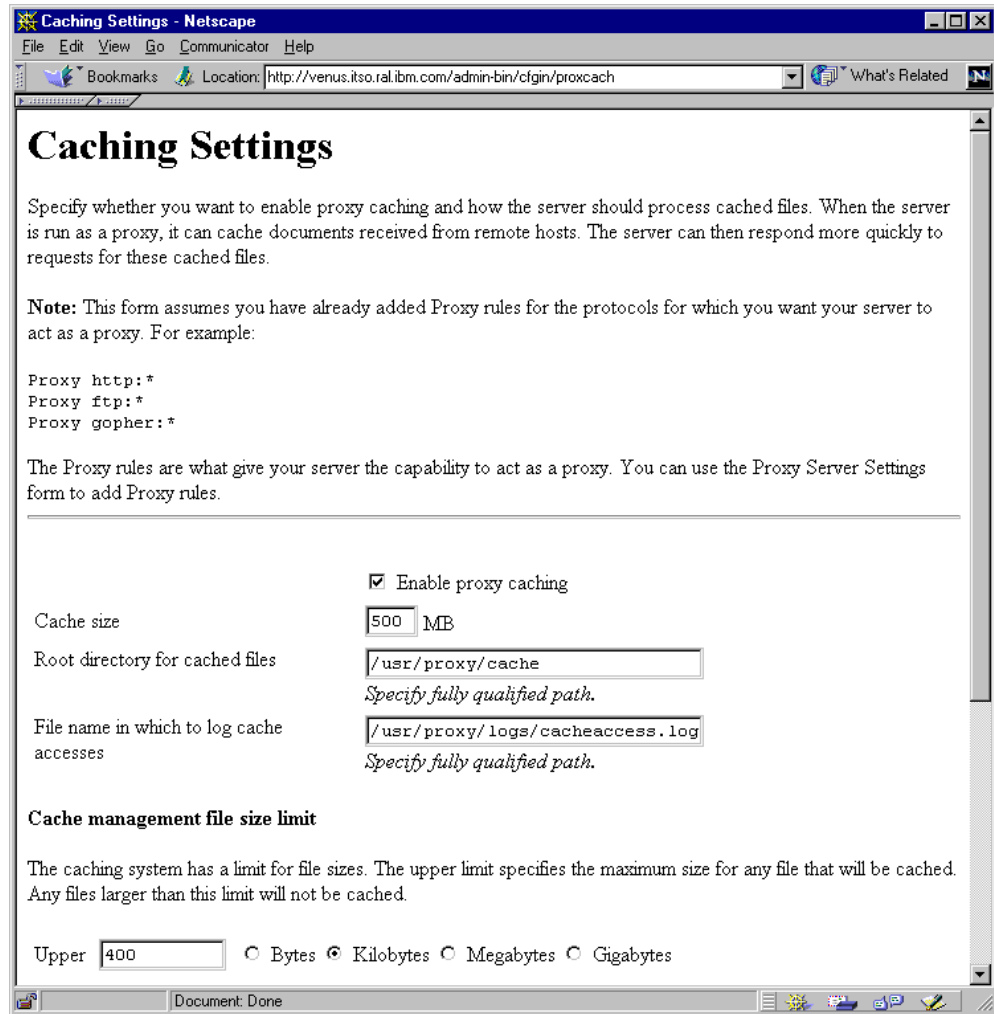 Caching Settings - Netscape
File Edit View Go Communicator Help
Bookmarks Location: http://venus.itso.ral.ibm.com/admin-bin/cfgin/proxcach What's Related N
Caching Settings
Specify whether you want to enable proxy caching and how the server should process cached files. When the server
is run as a proxy, it can cache documents received from remote hosts. The server can then respond more quickly to
requests for these cached files.
Note: This form assumes you have already added Proxy rules for the protocols for which you want your server to
act as a proxy. For example:
Proxy http:*
Proxy ftp:*
Proxy gopher:*
The Proxy rules are what give your server the capability to act as a proxy. You can use the Proxy Server Settings
form to add Proxy rules.
Enable proxy caching
Cache size 500 MB
Root directory for cached files /usr/proxy/cache
Specify fully qualified path.
File name in which to log cache /usr/proxy/logs/cacheaccess.log
accesses
Specify fully qualified path.
Cache management file size limit
The caching system has a limit for file sizes. The upper limit specifies the maximum size for any file that will be cached.
Any files larger than this limit will not be cached.
Upper 400 Bytes Kilobytes Megabytes Gigabytes
Document: Done